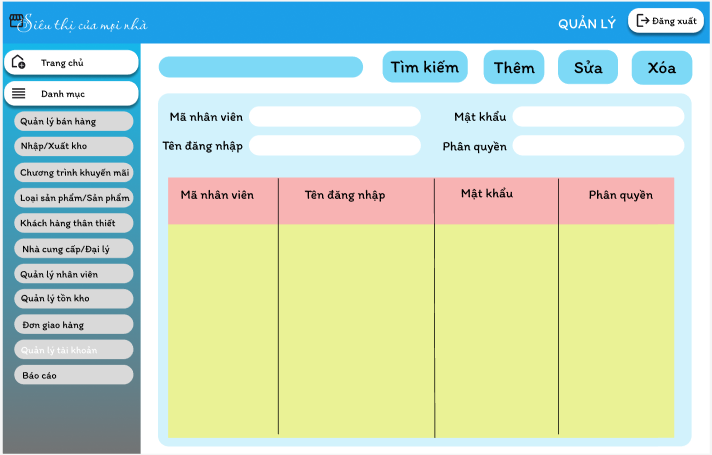 Siêu thị của mọi nhà
QUẢN LÝ
Đăng xuất
Trang chủ
Danh mục
Quản lý bán hàng
Nhập/Xuất kho
Chương trình khuyến mãi
Loại sản phẩm/Sản phẩm
Khách hàng thân thiết
Nhà cung cấp/Đại lý
Quản lý nhân viên
Quản lý tồn kho
Đơn giao hàng
Quản lý tài khoản
Báo cáo
Tìm kiếm
Thêm
Sửa
Xóa
Mã nhân viên
Mật khẩu
Tên đăng nhập
Phân quyền
Mã nhân viên
Tên đăng nhập
Mật khẩu
Phân quyền